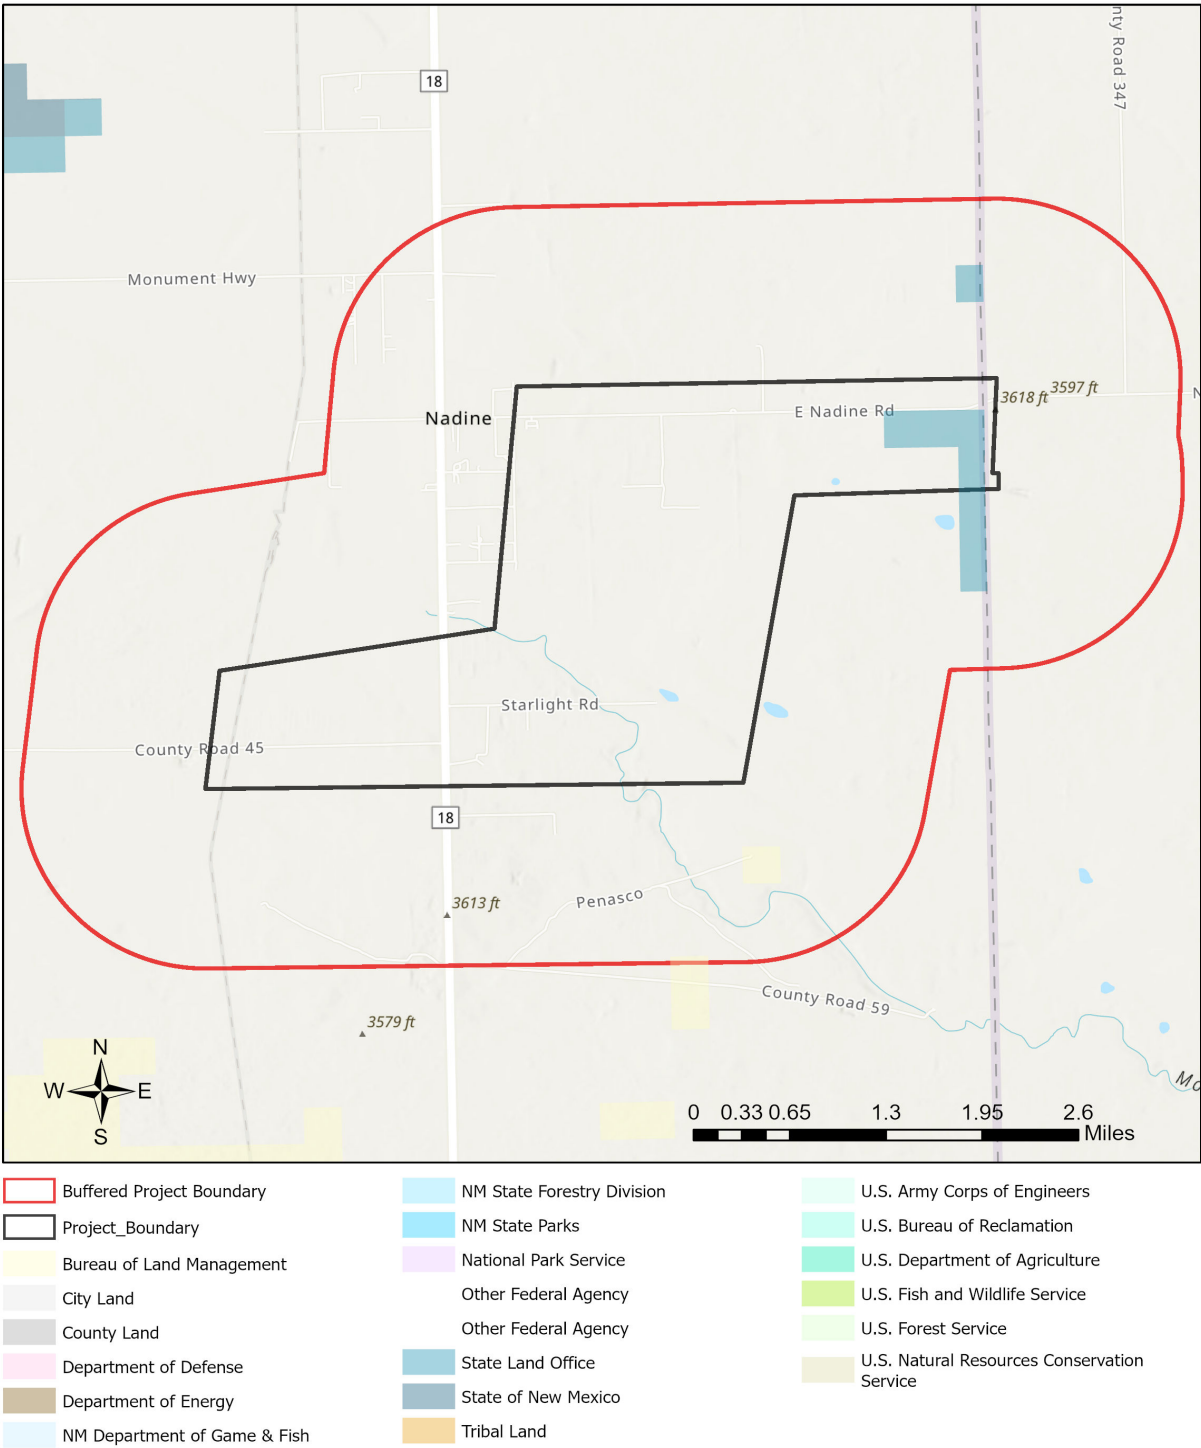 nty Road 347
18
Monument Hwy
3597 ft
3618 ft
N
E Nadine Rd
Nadine
Starlight Rd
County Road 45
18
Penasco
3613 ft
County Road 59
3579 ft
Mo
N
W E
S
0 0.33 0.65 1.3 1.95 2.6
Miles
Buffered Project Boundary
Project_Boundary
Bureau of Land Management
City Land
County Land
Department of Defense
Department of Energy
NM Department of Game & Fish
NM State Forestry Division
NM State Parks
National Park Service
Other Federal Agency
Other Federal Agency
State Land Office
State of New Mexico
Tribal Land
U.S. Army Corps of Engineers
U.S. Bureau of Reclamation
U.S. Department of Agriculture
U.S. Fish and Wildlife Service
U.S. Forest Service
U.S. Natural Resources Conservation
Service